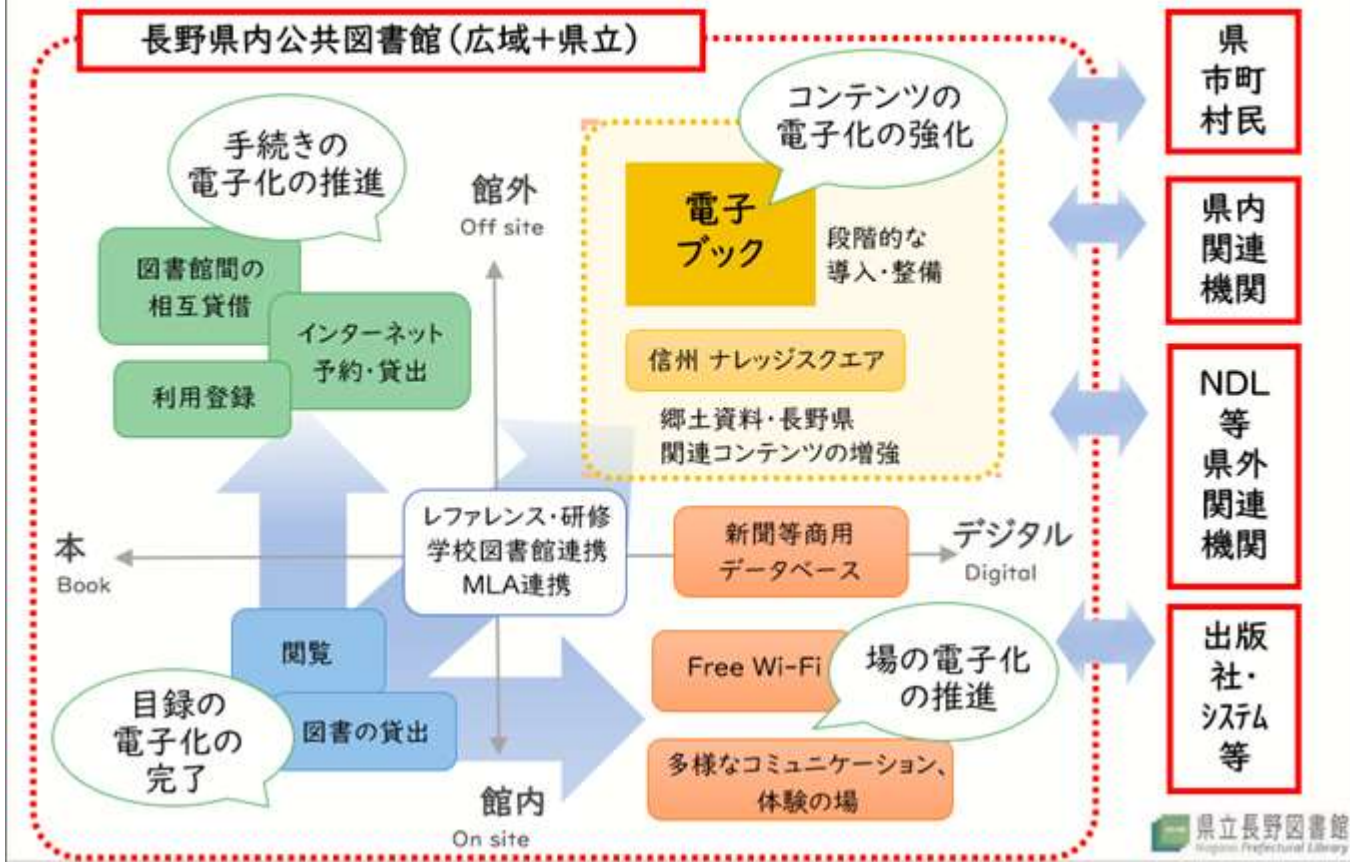 長野県内公共図書館(広域+県立)
手続きの
電子化の推進
図書館間の
相互貸借
インターネット
予約・貸出
利用登録
館外
Off site
コンテンツの
電子化の強化
電子
ブック
段階的な
導入・整備
信州 ナレッジスクエア
郷土資料・長野県
関連コンテンツの増強
本
Book
レファレンス・研修
学校図書館連携
MLA連携
新聞等商用
データベース
デジタル
Digital
閲覧
図書の貸出
目録の
電子化の
完了
館内
On site
Free Wi-Fi
場の電子化
の推進
多様なコミュニケーション、
体験の場
県
市町
村民
県内
関連
機関
NDL
等
県外
関連
機関
出版
社・
システム
等
県立長野図書館
Nagano Prefectural Library